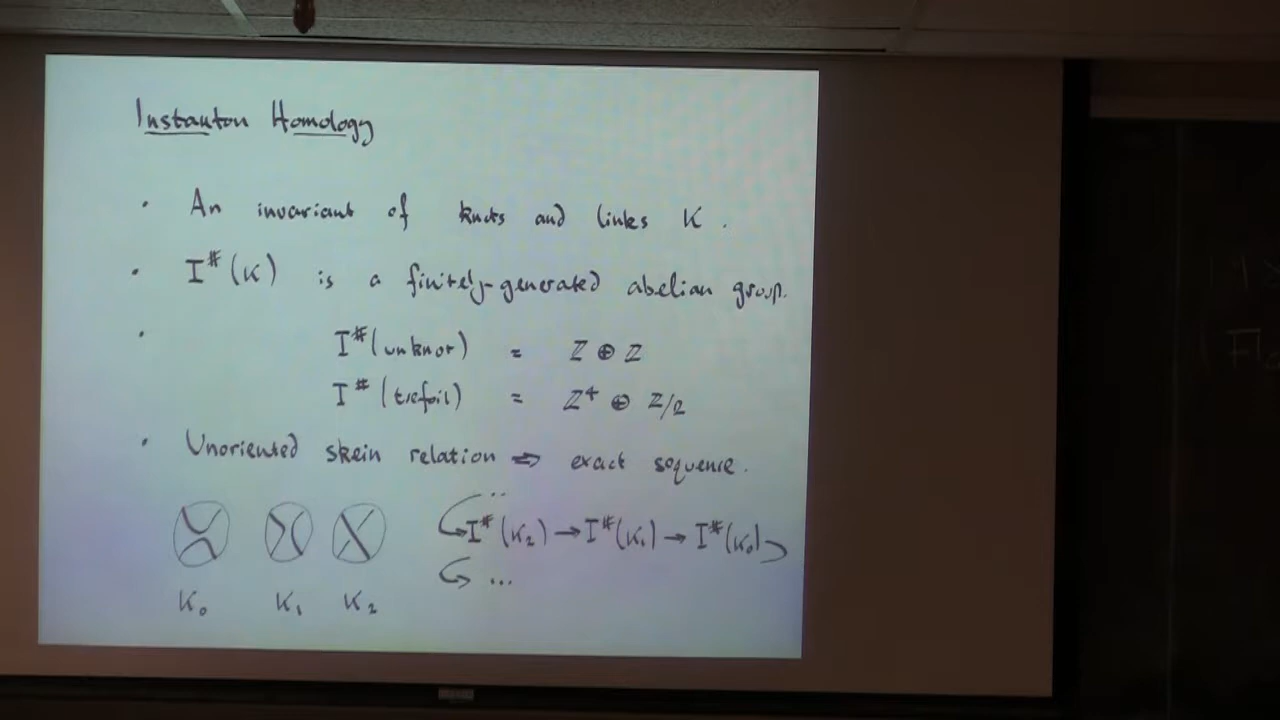 Instanton Homology
· An invariant of knots and links K.
· I#(K) is a finitely-generated abelian group.
· I#(unknot) = ℤ ⊕ ℤ
I#(trefoil) = ℤ⁴ ⊕ ℤ/2
· Unoriented skein relation ⇒ exact sequence.
.. I#(K₂) → I#(K₁) → I#(K₀)
...
K₀ K₁ K₂